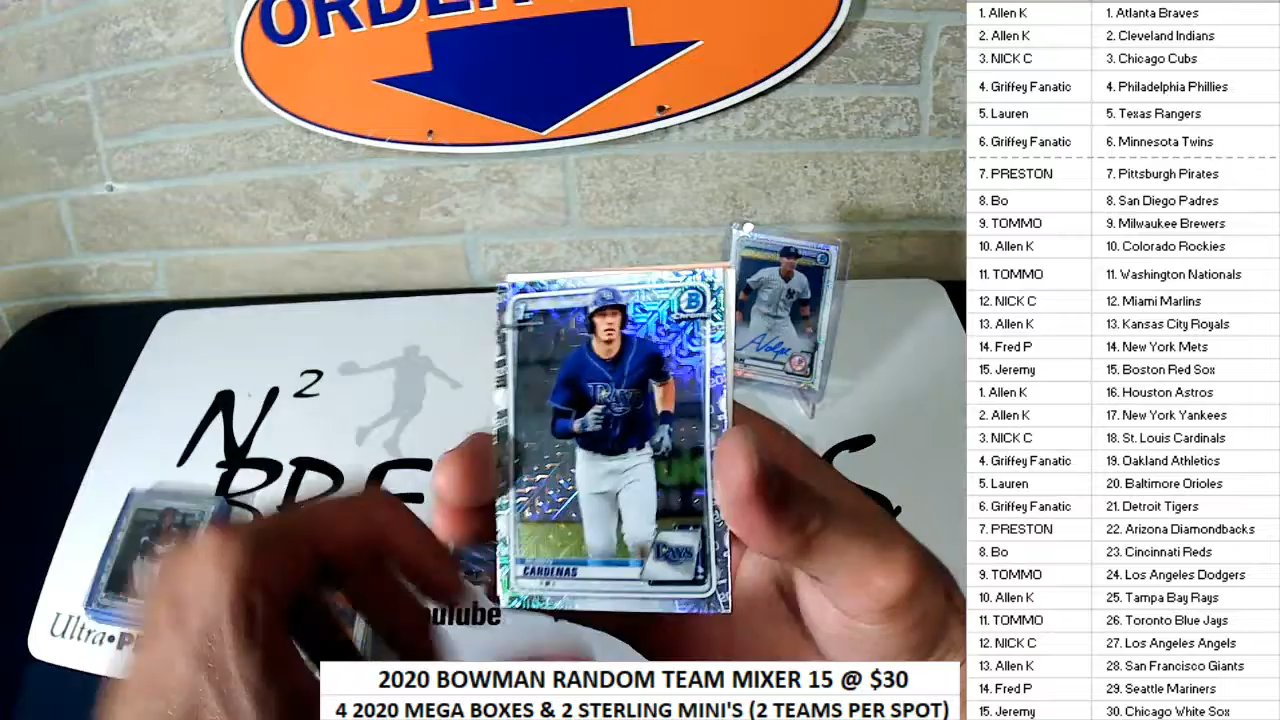 ORDER
1. Allen K 1. Atlanta Braves
2. Allen K 2. Cleveland Indians
3. NICK C 3. Chicago Cubs
4. Griffey Fanatic 4. Philadelphia Phillies
5. Lauren 5. Texas Rangers
6. Griffey Fanatic 6. Minnesota Twins
7. PRESTON 7. Pittsburgh Pirates
8. Bo 8. San Diego Padres
9. TOMMO 9. Milwaukee Brewers
10. Allen K 10. Colorado Rockies
11. TOMMO 11. Washington Nationals
12. NICK C 12. Miami Marlins
13. Allen K 13. Kansas City Royals
14. Fred P 14. New York Mets
15. Jeremy 15. Boston Red Sox
1. Allen K 16. Houston Astros
2. Allen K 17. New York Yankees
3. NICK C 18. St. Louis Cardinals
4. Griffey Fanatic 19. Oakland Athletics
5. Lauren 20. Baltimore Orioles
6. Griffey Fanatic 21. Detroit Tigers
7. PRESTON 22. Arizona Diamondbacks
8. Bo 23. Cincinnati Reds
9. TOMMO 24. Los Angeles Dodgers
10. Allen K 25. Tampa Bay Rays
11. TOMMO 26. Toronto Blue Jays
12. NICK C 27. Los Angeles Angels
13. Allen K 28. San Francisco Giants
14. Fred P 29. Seattle Mariners
15. Jeremy 30. Chicago White Sox
B
CHROME
RAYS
Rays
CARDENAS
N2
BRE
S
Ultra•P
ulube
2020 BOWMAN RANDOM TEAM MIXER 15 @ $30
4 2020 MEGA BOXES & 2 STERLING MINI'S (2 TEAMS PER SPOT)